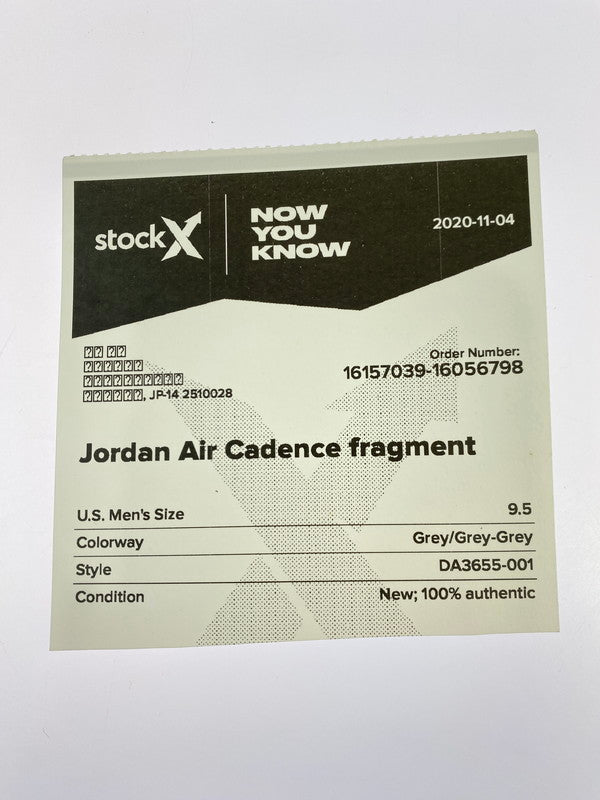 stockX
NOW
YOU
KNOW
2020-11-04
, JP-14 2510028
Order Number:
16157039-16056798
Jordan Air Cadence fragment
U.S. Men's Size 9.5
Colorway Grey/Grey-Grey
Style DA3655-001
Condition New; 100% authentic